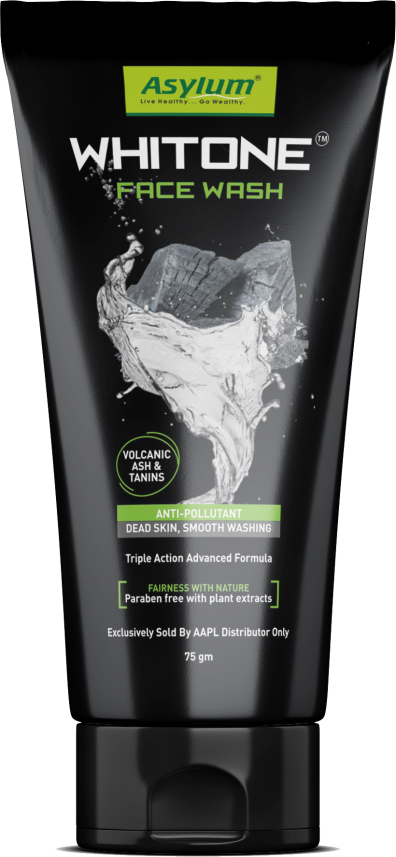 Asylum®
Live Healthy... Go Wealthy.
WHITONE™
FACE WASH
VOLCANIC
ASH &
TANINS
ANTI-POLLUTANT
DEAD SKIN, SMOOTH WASHING
Triple Action Advanced Formula
FAIRNESS WITH NATURE
Paraben free with plant extracts
Exclusively Sold By AAPL Distributor Only
75 gm